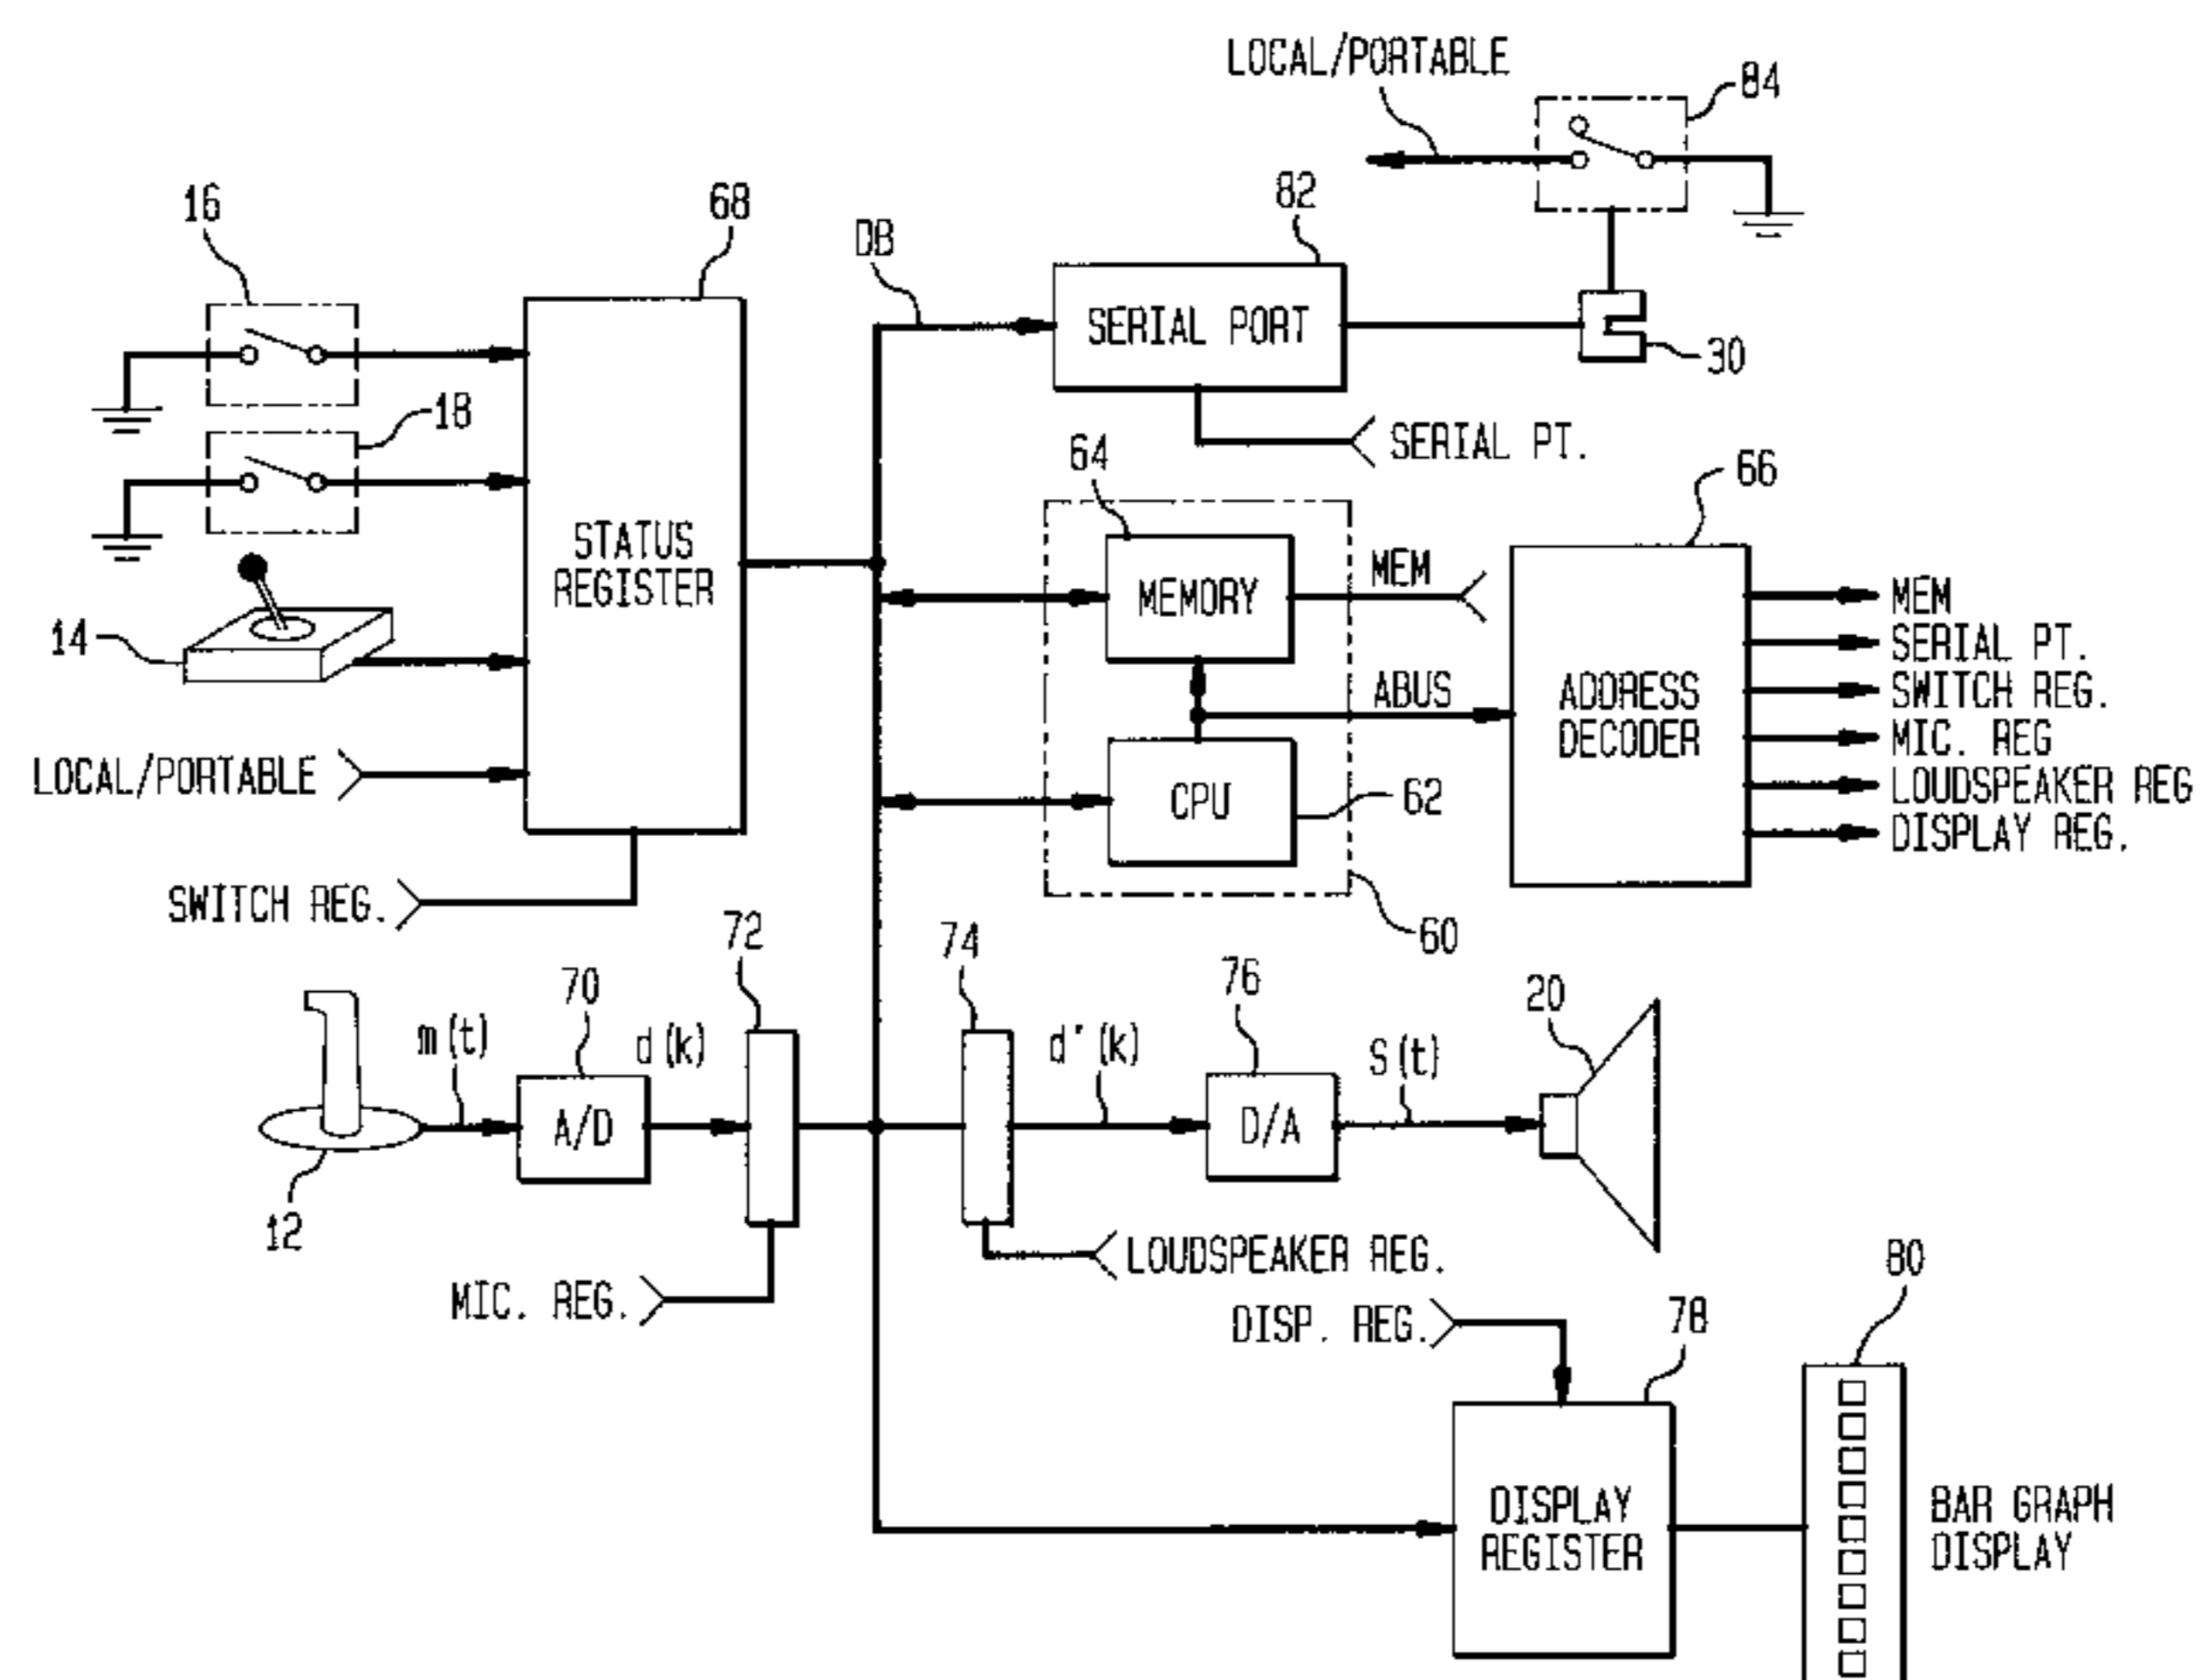 LOCAL/PORTABLE
84
16
68
DB
82
SERIAL PORT
30
18
SERIAL PT.
64
66
STATUS
REGISTER
MEMORY
MEM
14
ABUS
ADDRESS
DECODER
MEM
SERIAL PT.
SWITCH REG.
MIC. REG
LOUDSPEAKER REG
DISPLAY REG.
LOCAL/PORTABLE
CPU
62
SWITCH REG.
60
72
74
70
76
20
m(t)
d(k)
d'(k)
S(t)
A/D
D/A
12
LOUDSPEAKER REG.
MIC. REG.
DISP. REG.
78
80
DISPLAY
REGISTER
BAR GRAPH
DISPLAY